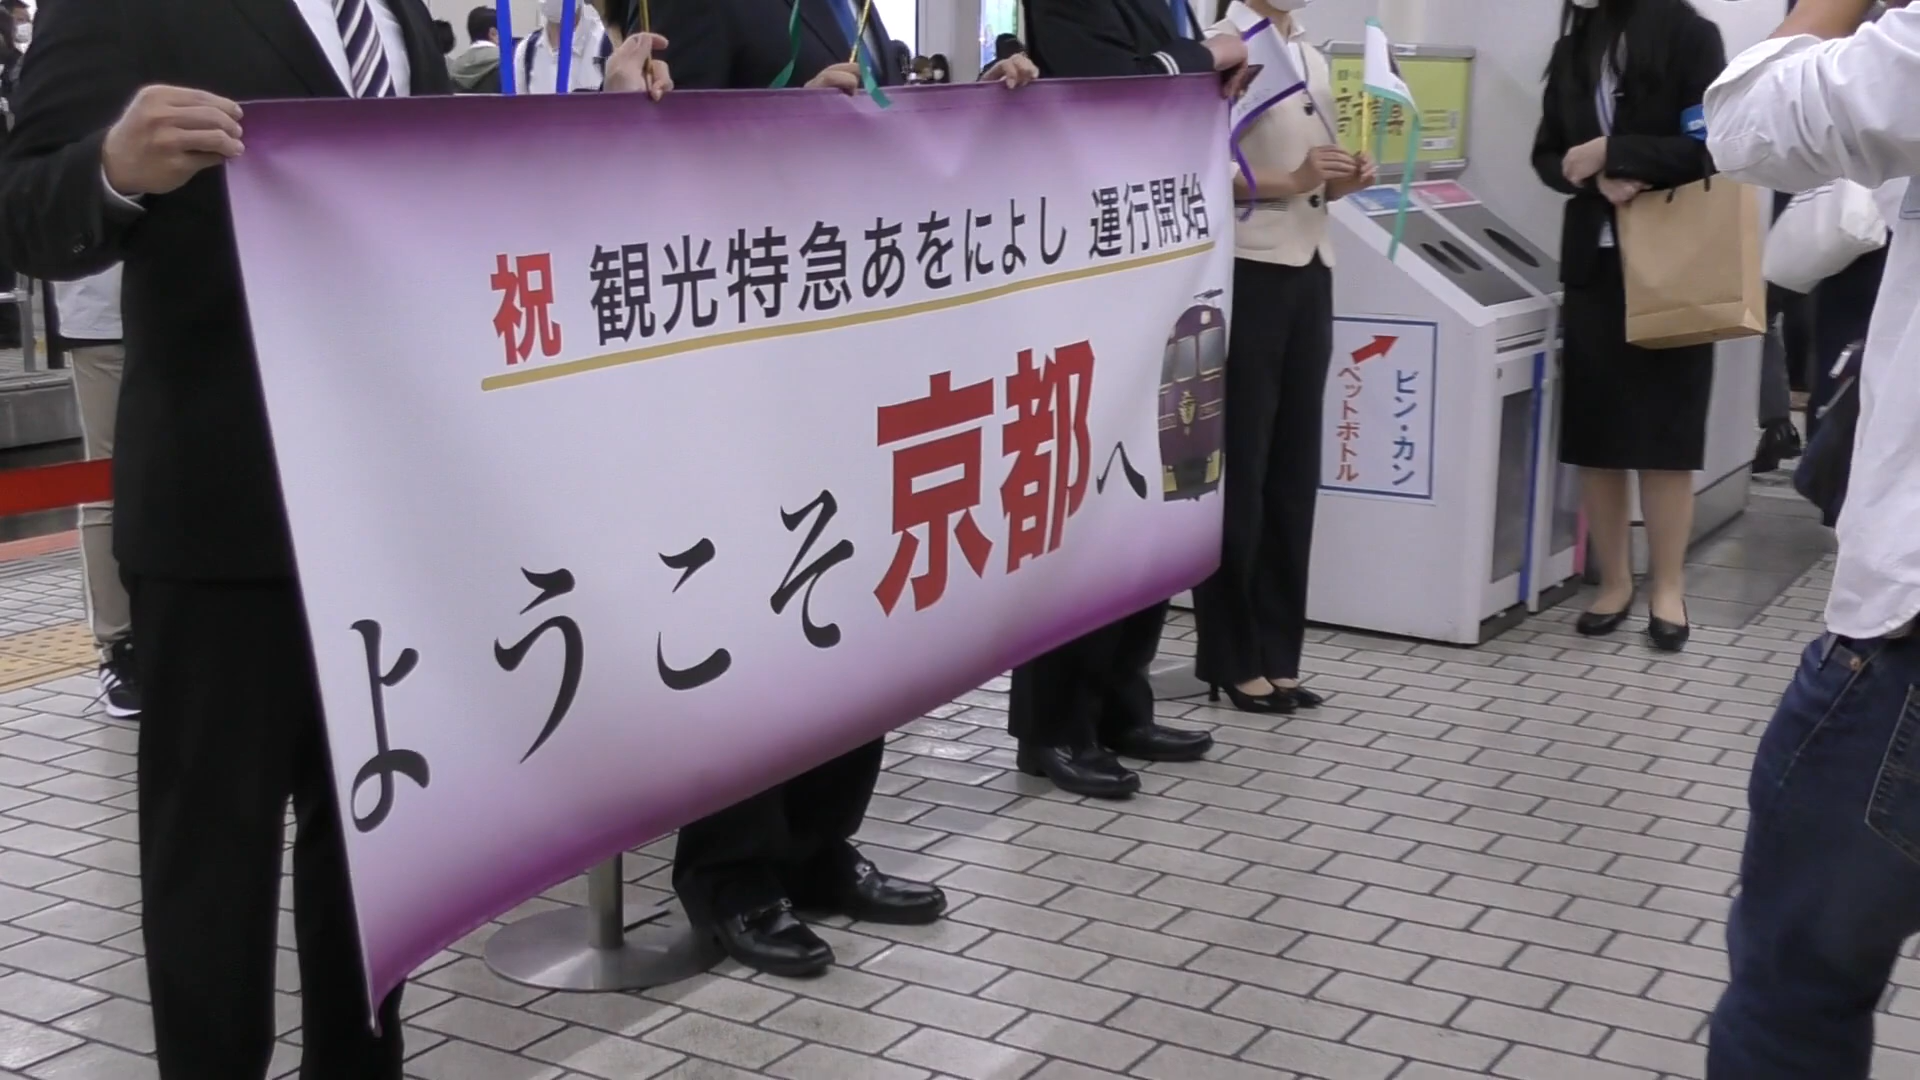 祝 観光特急あをによし 運行開始
ようこそ京都へ
ビン・カン
ペットボトル